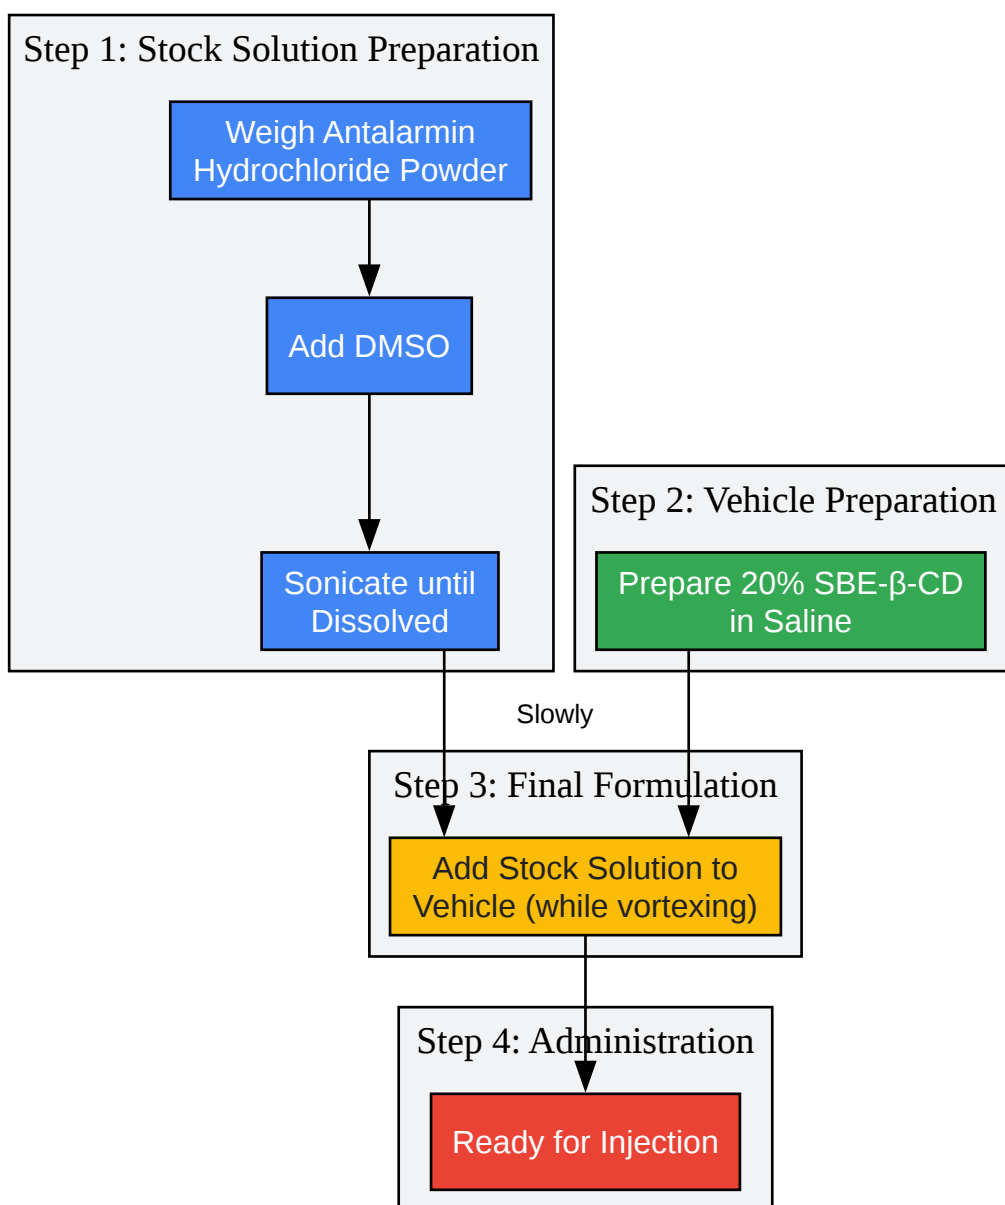 Step 1: Stock Solution Preparation
Weigh Antalarmin
Hydrochloride Powder
Add DMSO
Sonicate until
Dissolved
Step 2: Vehicle Preparation
Prepare 20% SBE-β-CD
in Saline
Slowly
Step 3: Final Formulation
Add Stock Solution to
Vehicle (while vortexing)
Step 4: Administration
Ready for Injection